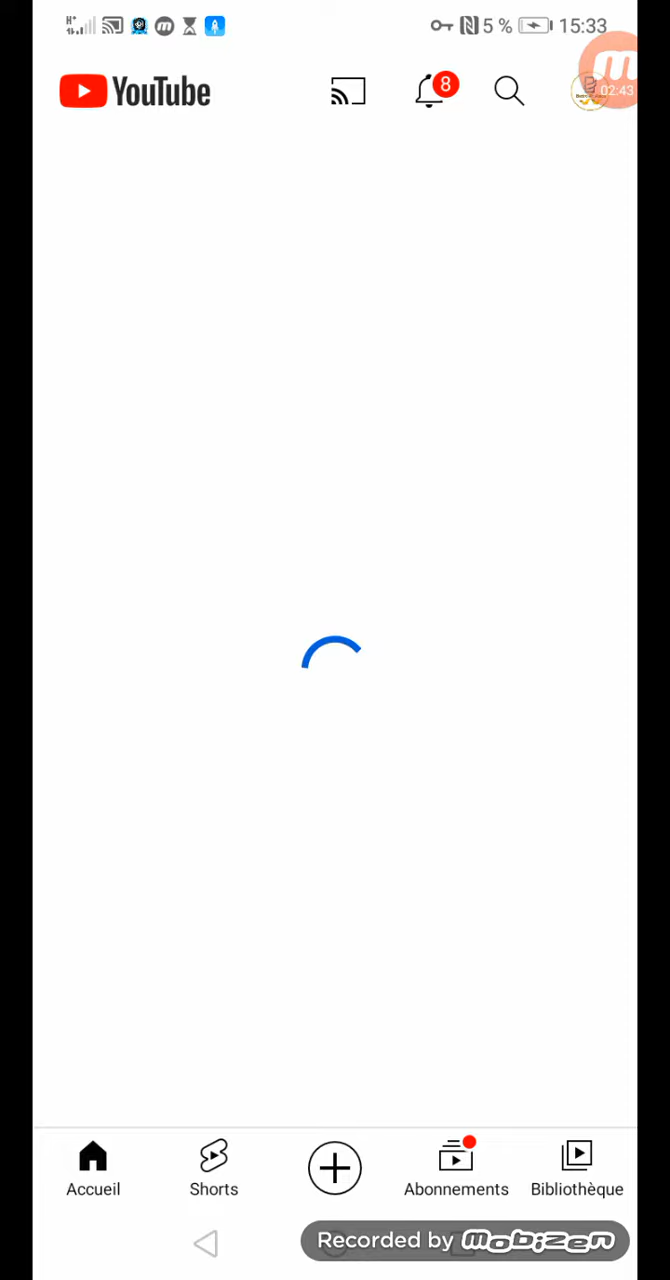 5 % 15:33
YouTube
8
02:43
Accueil
Shorts
Abonnements
Bibliothèque
Recorded by mobizen